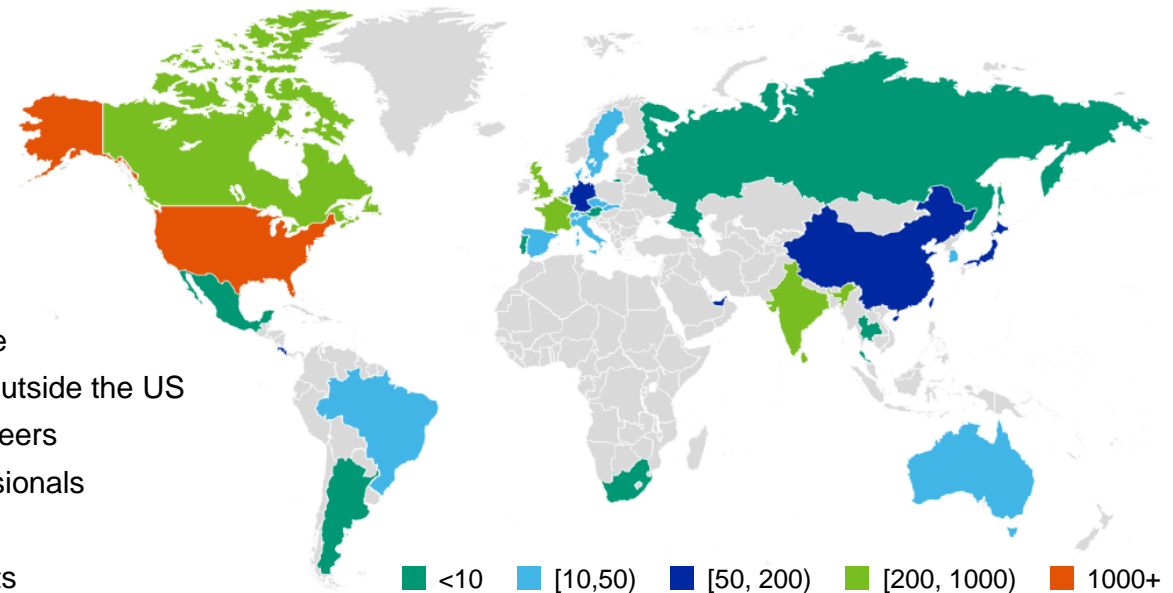 e
utside the US
eers
sionals
ts
<10 [10,50) [50, 200) [200, 1000) 1000+